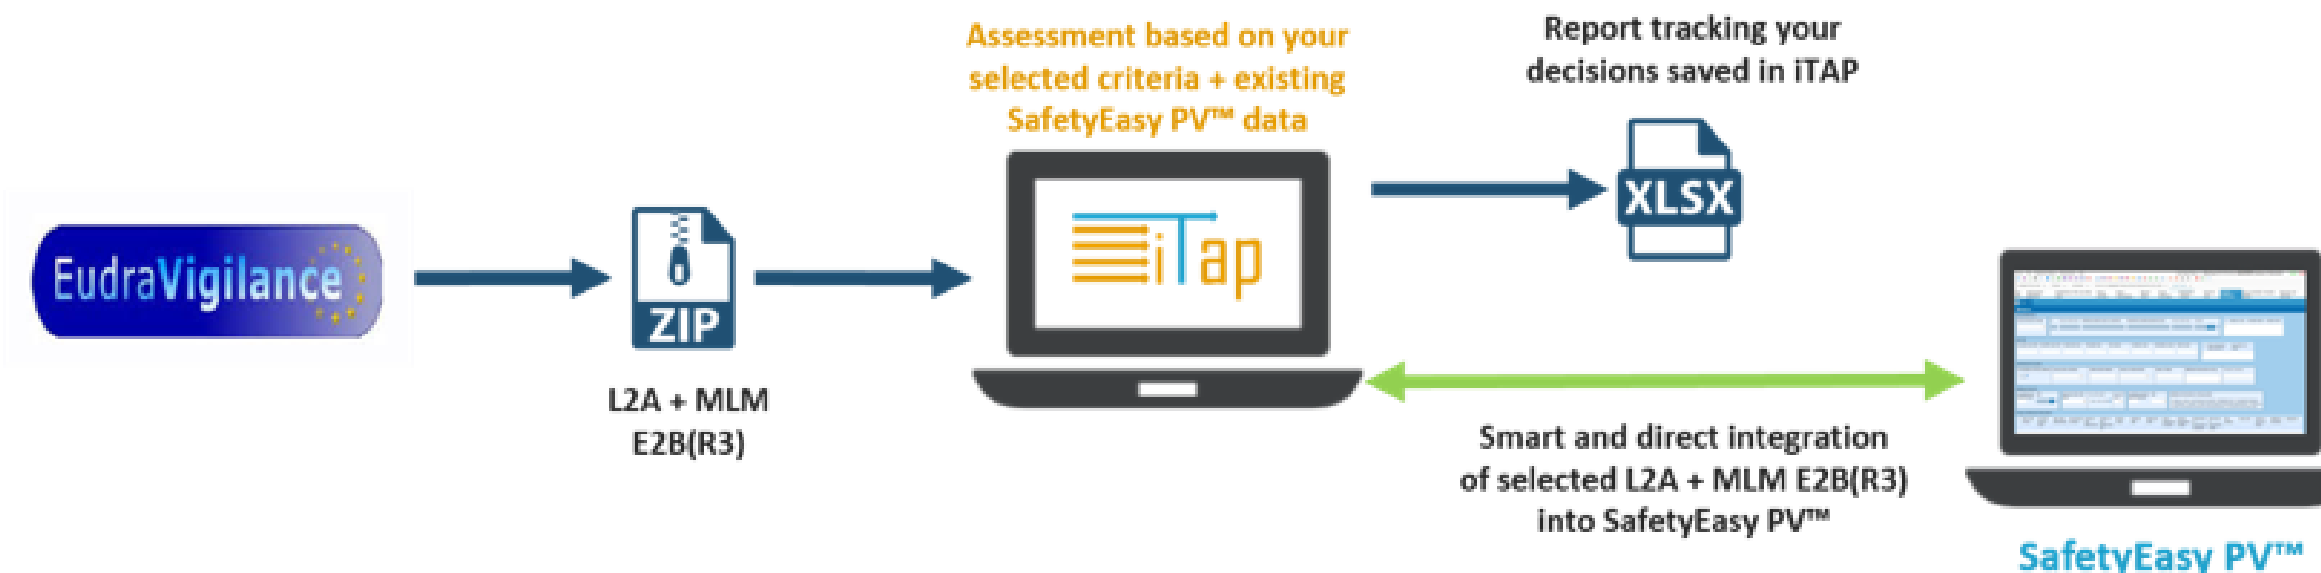 EudraVigilance
ZIP
L2A + MLM
E2B(R3)
Assessment based on your
selected criteria + existing
SafetyEasy PV™ data
iTap
Report tracking your
decisions saved in iTAP
XLSX
Smart and direct integration
of selected L2A + MLM E2B(R3)
into SafetyEasy PV™
SafetyEasy PV™